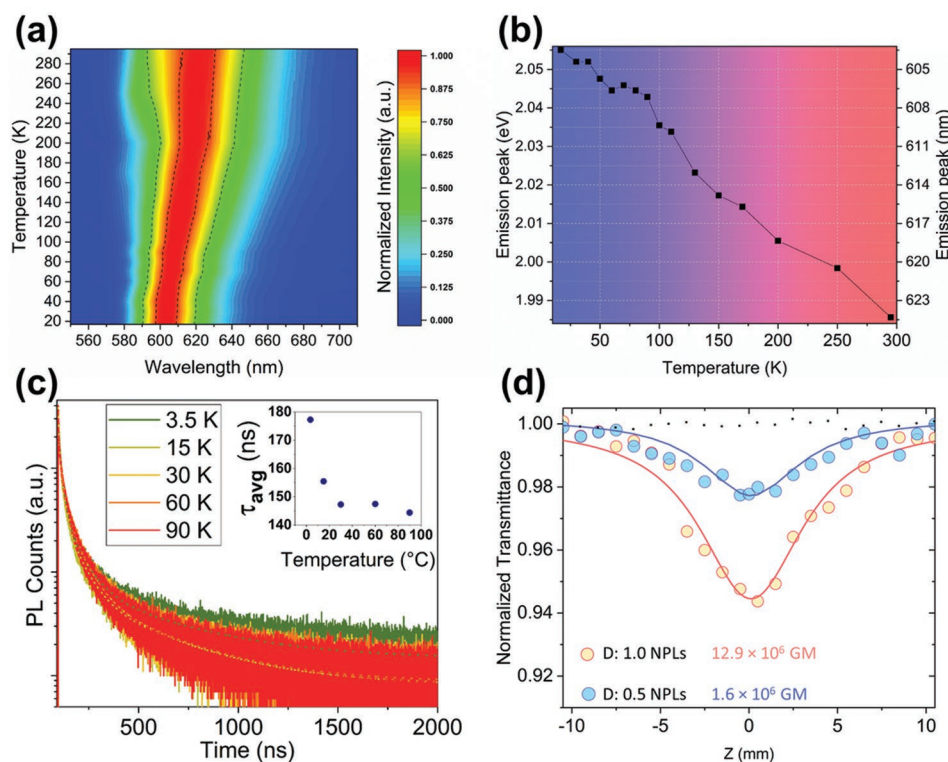 (a)
Temperature (K)
280
260
240
220
200
180
160
140
120
100
80
60
40
20
560 580 600 620 640 660 680 700
Wavelength (nm)
1.000
0.875
0.750
0.625
0.500
0.375
0.250
0.125
0.000
Normalized Intensity (a.u.)
(b)
Emission peak (eV)
2.05
2.04
2.03
2.02
2.01
2.00
1.99
50 100 150 200 250 300
Temperature (K)
605
608
611
614
617
620
623
Emission peak (nm)
(c)
PL Counts (a.u.)
3.5 K
15 K
30 K
60 K
90 K
τavg (ns)
180
170
160
150
140
0 20 40 60 80 100
Temperature (°C)
500 1000 1500 2000
Time (ns)
(d)
Normalized Transmittance
1.00
0.98
0.96
0.94
0.92
D: 1.0 NPLs 12.9 × 10⁶ GM
D: 0.5 NPLs 1.6 × 10⁶ GM
-10 -5 0 5 10
Z (mm)